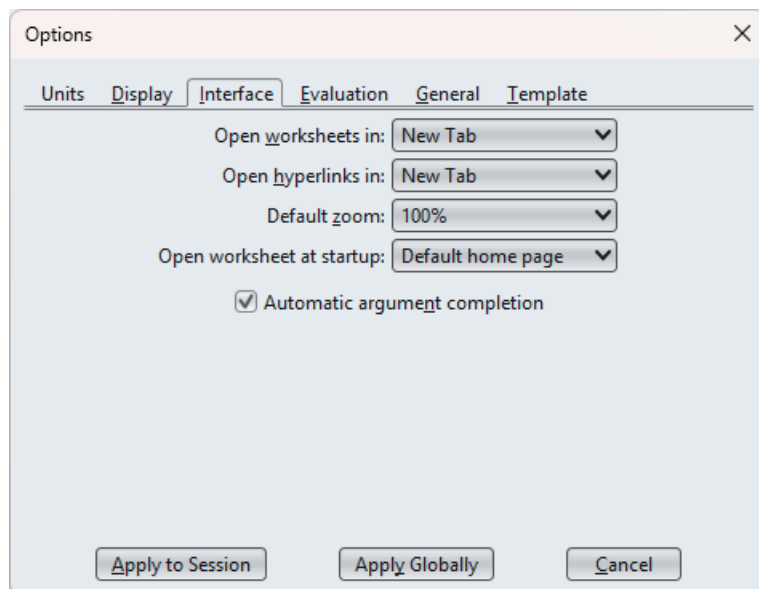 Options
Units Display Interface Evaluation General Template
Open worksheets in: New Tab
Open hyperlinks in: New Tab
Default zoom: 100%
Open worksheet at startup: Default home page
Automatic argument completion
Apply to Session Apply Globally Cancel